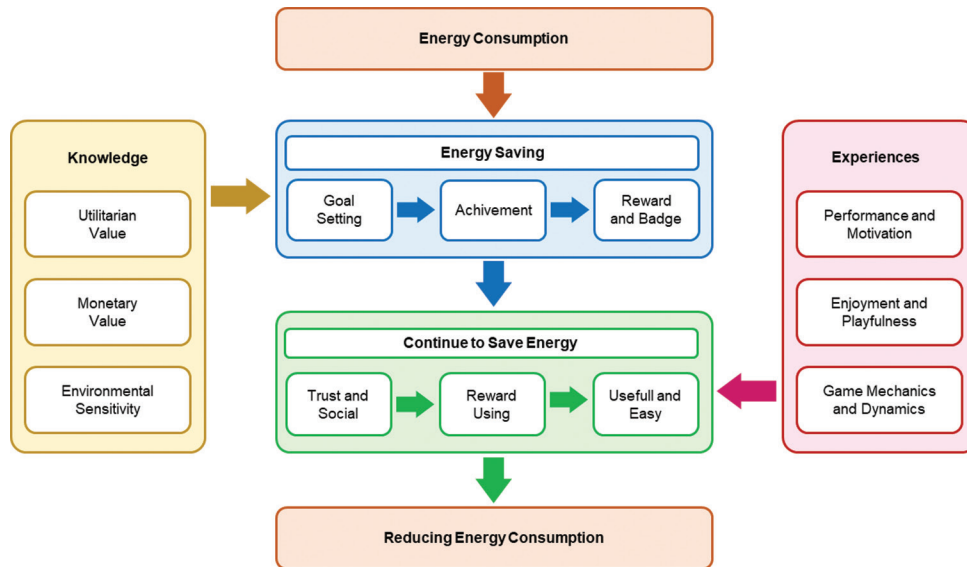 Energy Consumption
Knowledge
Utilitarian
Value
Monetary
Value
Environmental
Sensitivity
Energy Saving
Goal
Setting
Achivement
Reward
and Badge
Continue to Save Energy
Trust and
Social
Reward
Using
Usefull and
Easy
Experiences
Performance and
Motivation
Enjoyment and
Playfulness
Game Mechanics
and Dynamics
Reducing Energy Consumption